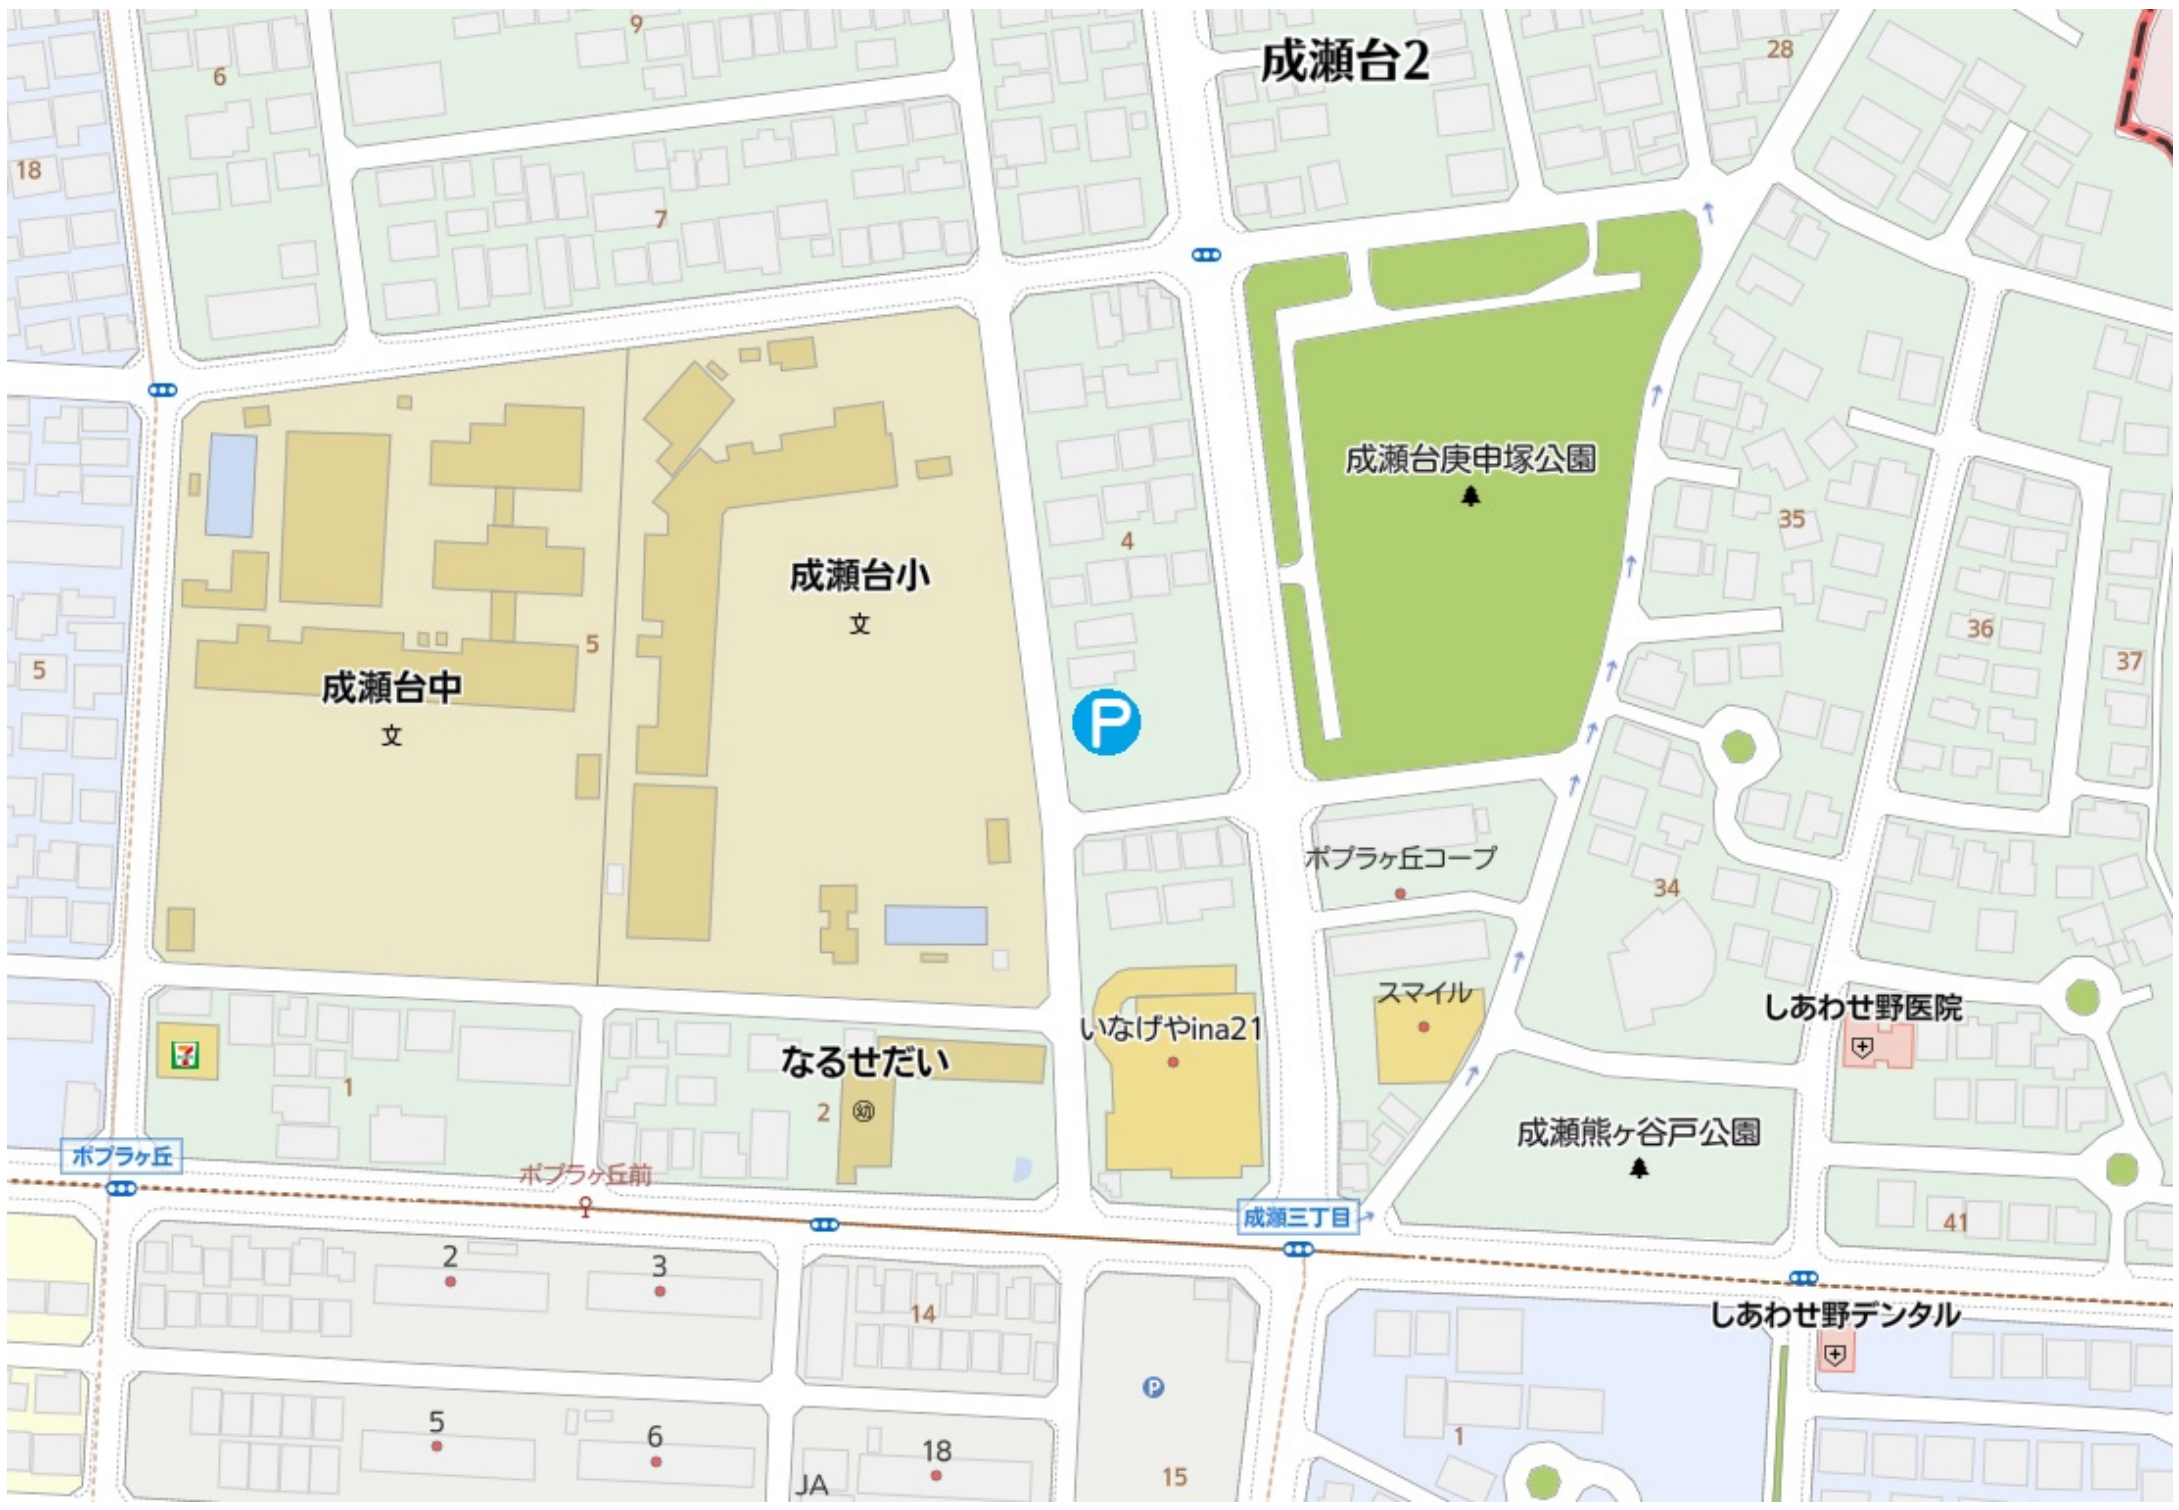 9
成瀬台2
28
6
18
7
成瀬台庚申塚公園
35
4
成瀬台小
文
36
5
37
5
成瀬台中
文
P
ポプラヶ丘コープ
34
スマイル
しあわせ野医院
いなげやina21
7
なるせだい
1
2
幼
成瀬熊ヶ谷戸公園
ポプラヶ丘
ポプラヶ丘前
成瀬三丁目
41
2
3
14
しあわせ野デンタル
P
5
6
18
1
15
JA